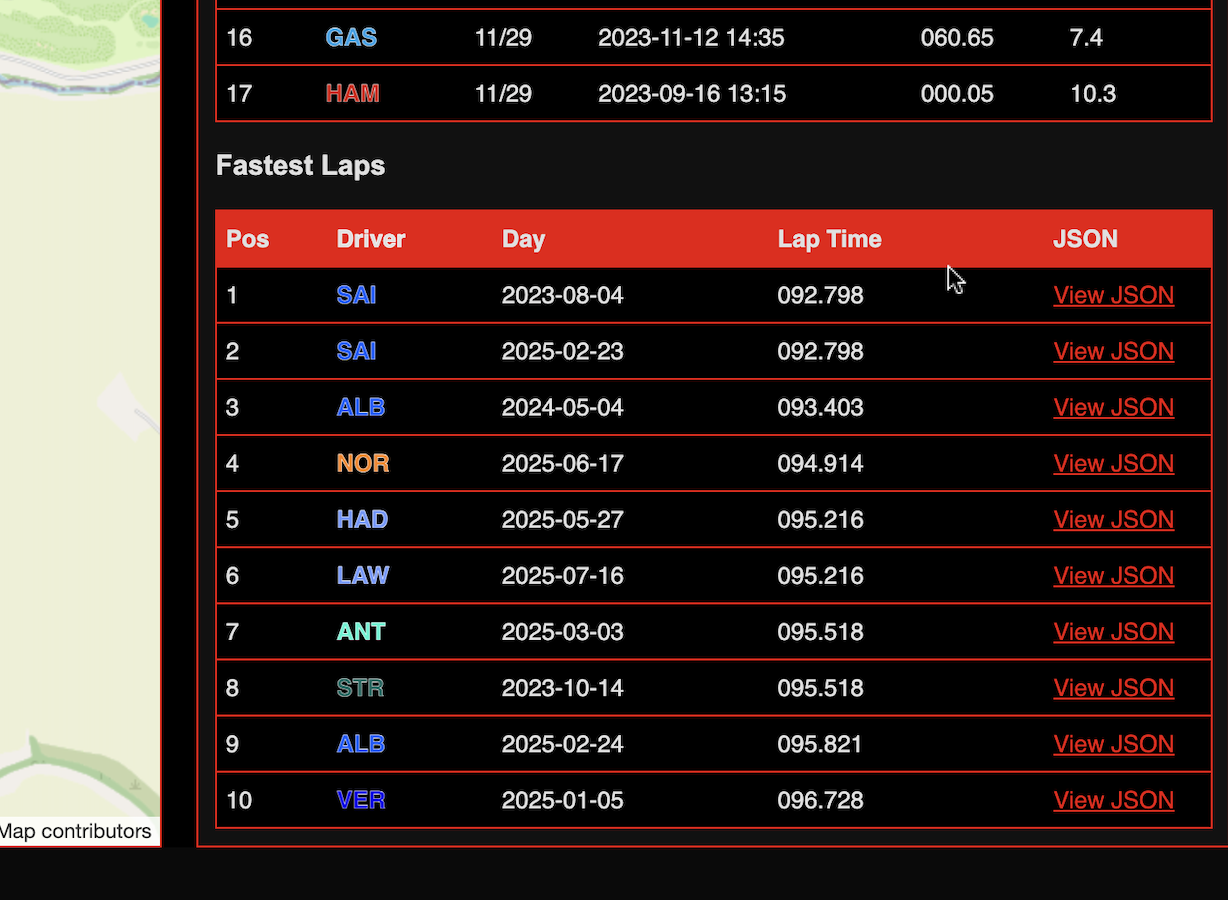 16 GAS 11/29 2023-11-12 14:35 060.65 7.4
17 HAM 11/29 2023-09-16 13:15 000.05 10.3
Fastest Laps
Pos Driver Day Lap Time JSON
1 SAI 2023-08-04 092.798 View JSON
2 SAI 2025-02-23 092.798 View JSON
3 ALB 2024-05-04 093.403 View JSON
4 NOR 2025-06-17 094.914 View JSON
5 HAD 2025-05-27 095.216 View JSON
6 LAW 2025-07-16 095.216 View JSON
7 ANT 2025-03-03 095.518 View JSON
8 STR 2023-10-14 095.518 View JSON
9 ALB 2025-02-24 095.821 View JSON
10 VER 2025-01-05 096.728 View JSON
Map contributors